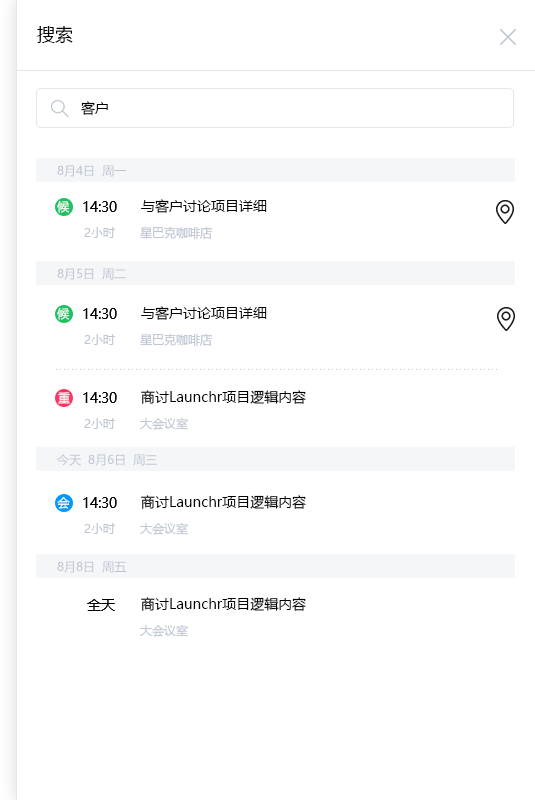 搜索
客户
8月4日 周一
候 14:30 与客户讨论项目详细
2小时 星巴克咖啡店
8月5日 周二
候 14:30 与客户讨论项目详细
2小时 星巴克咖啡店
重 14:30 商讨Launchr项目逻辑内容
2小时 大会议室
今天 8月6日 周三
会 14:30 商讨Launchr项目逻辑内容
2小时 大会议室
8月8日 周五
全天 商讨Launchr项目逻辑内容
大会议室